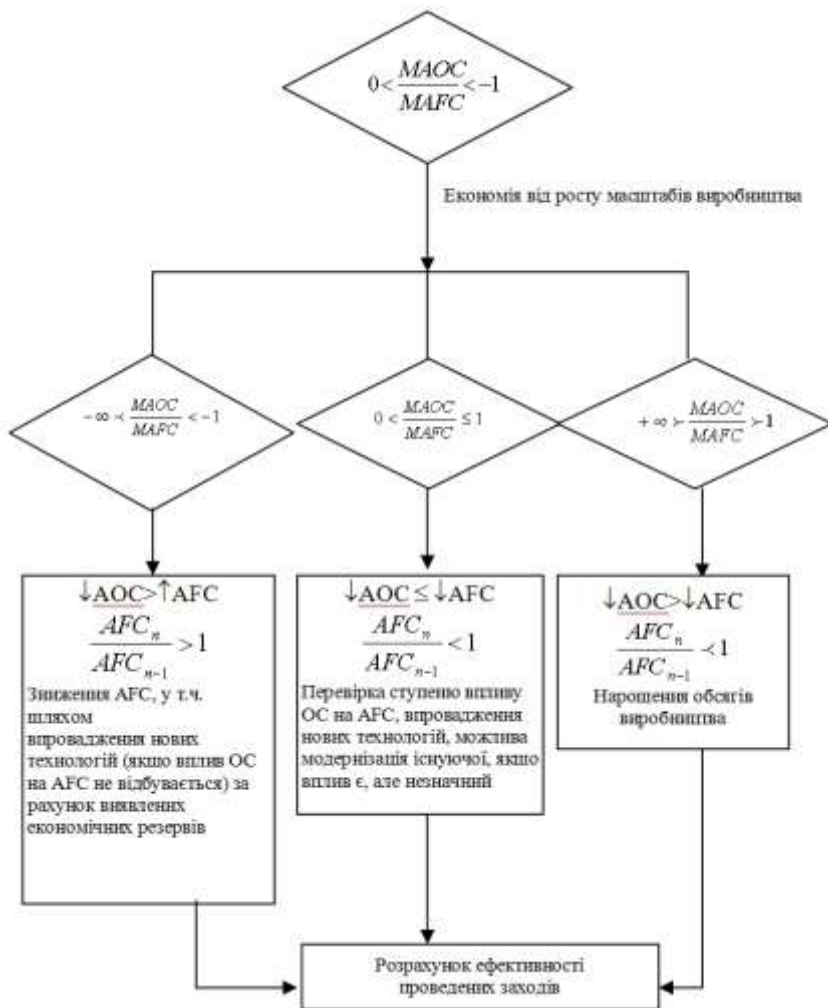 0 < MAOC / MAFC < −1
Економія від росту масштабів виробництва
−∞ ≺ MAOC / MAFC < −1
0 < MAOC / MAFC ≤ 1
+∞ ≻ MAOC / MAFC ≻ 1
↓AOC>↑AFC
AFCn / AFCn−1 > 1
Зниження AFC, у т.ч.
шляхом
впровадження нових
технологій (якшо вплив ОС
на AFC не відбувається) за
рахунок виявлених
економічних резервів
↓AOC ≤ ↓AFC
AFCn / AFCn−1 < 1
Перевірка ступеню впливу
ОС на AFC, впровадження
нових технологій, можлива
модернізація існуючої, якшо
вплив є, але незначний
↓AOC>↓AFC
AFCn / AFCn−1 ≺ 1
Нарошення обсягів
виробництва
Розрахунок ефективності
проведених заходів